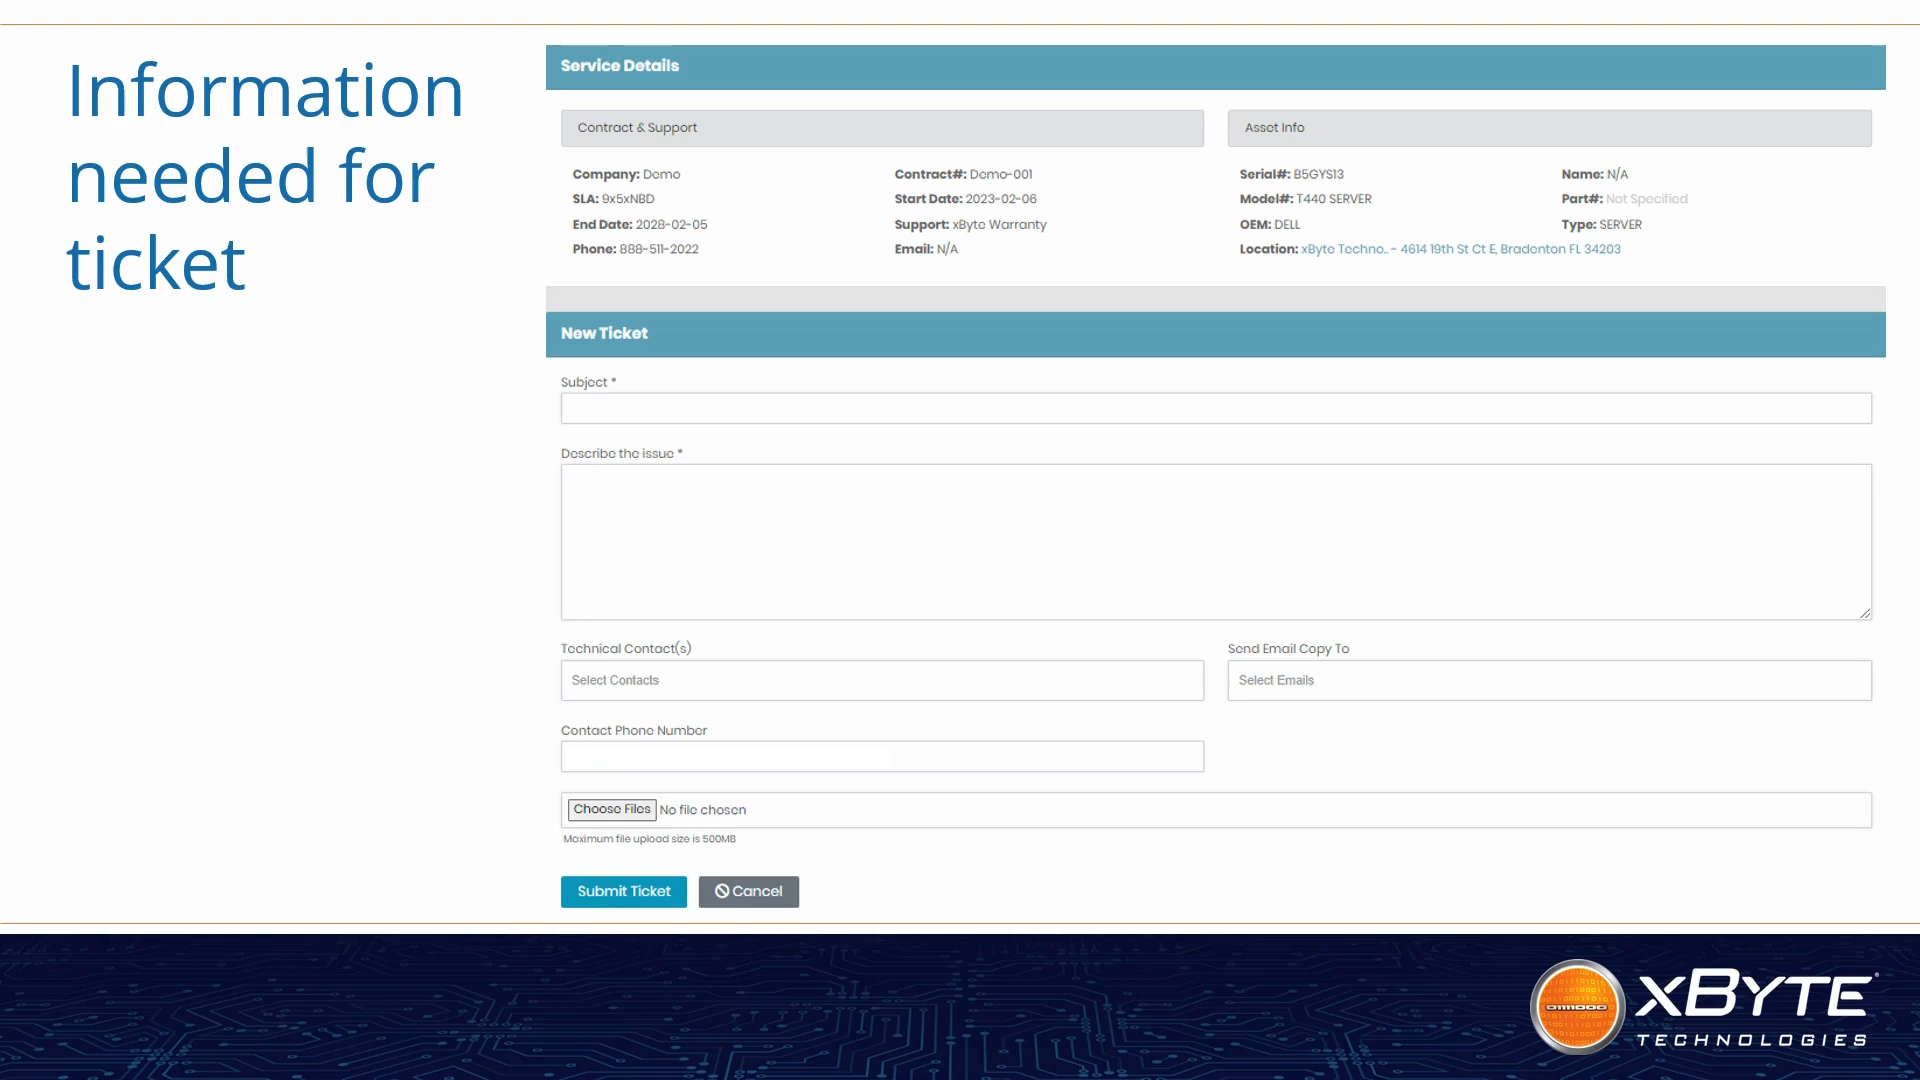 Information
needed for
ticket
Service Details
Contract & Support
Asset Info
Company: Demo
Contract#: Demo-001
Serial#: B5GYS13
Name: N/A
SLA: 9x5xNBD
Start Date: 2023-02-06
Model#: T440 SERVER
Part#: Not Specified
End Date: 2028-02-05
Support: xByte Warranty
OEM: DELL
Type: SERVER
Phone: 888-511-2022
Email: N/A
Location: xByte Techno.. - 4614 19th St Ct E, Bradenton FL 34203
New Ticket
Subject *
Describe the issue *
Technical Contact(s)
Send Email Copy To
Select Contacts
Select Emails
Contact Phone Number
Choose Files No file chosen
Maximum file upload size is 500MB
Submit Ticket
Cancel
xByte
TECHNOLOGIES